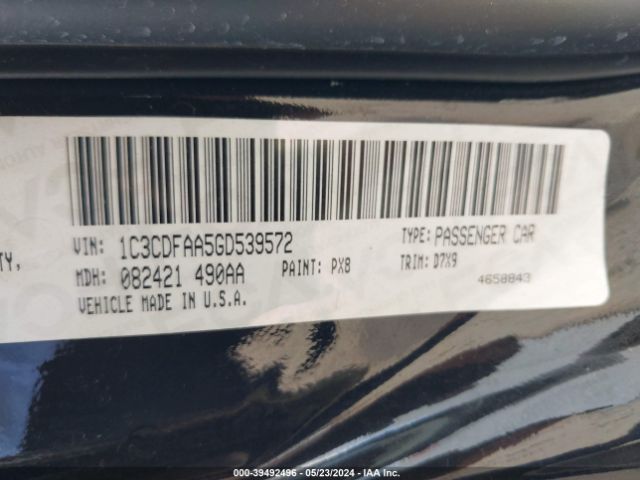 VIN: 1C3CDFAA5GD539572 TYPE: PASSENGER CAR
TY, MDH: 082421 490AA PAINT: PX8 TRIM: D7X9
VEHICLE MADE IN U.S.A. 4658843
000-39492496 - 05/23/2024 - IAA Inc.